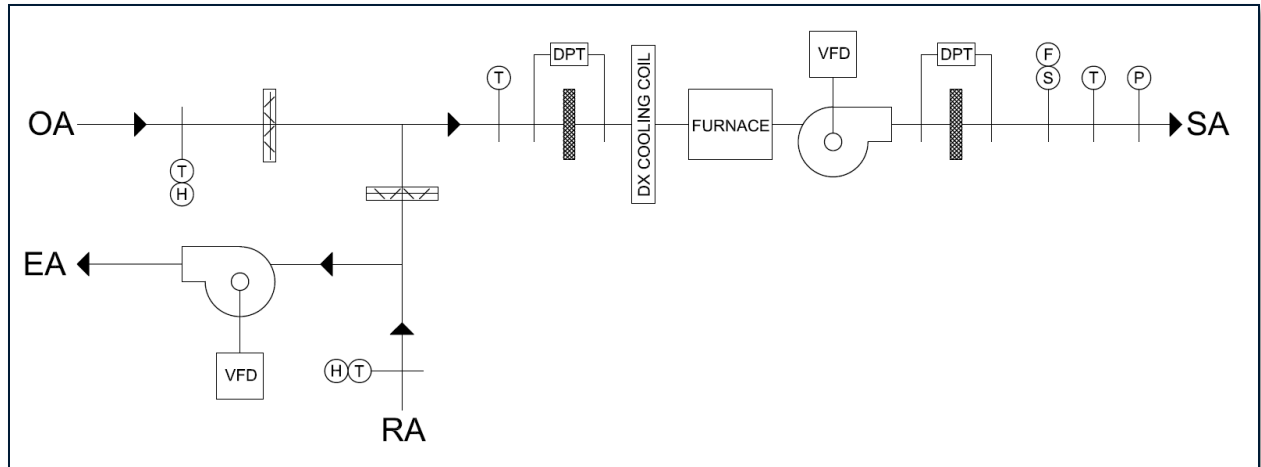 DPT
VFD
DPT
F
S
T
T
P
OA
DX COOLING COIL
FURNACE
SA
T
H
EA
VFD
H T
RA